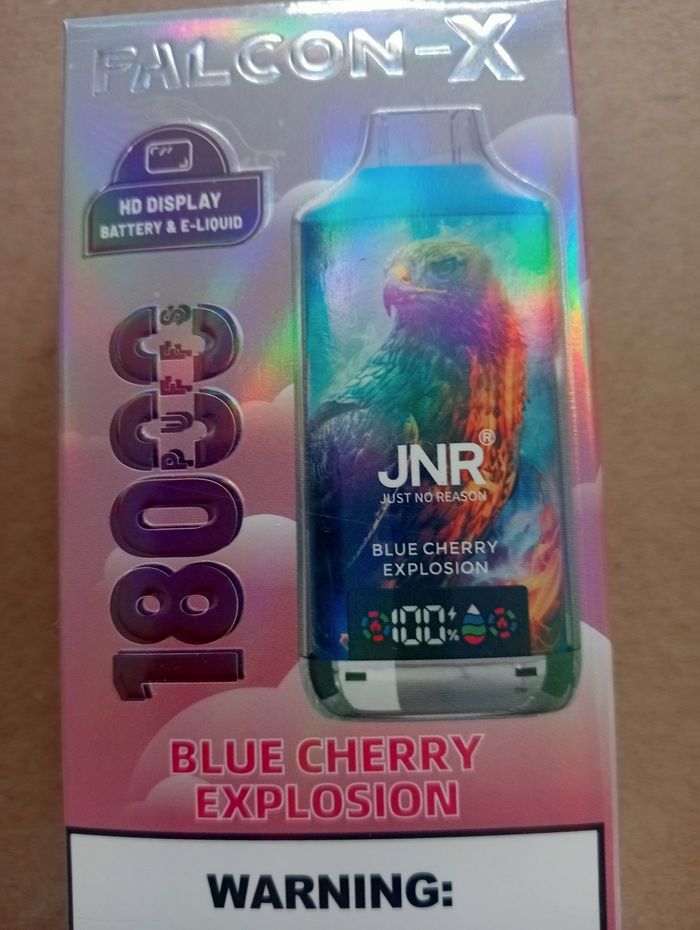 FALCON-X
HD DISPLAY
BATTERY & E-LIQUID
18000
PUFFS
JNR®
JUST NO REASON
BLUE CHERRY
EXPLOSION
100%
BLUE CHERRY
EXPLOSION
WARNING: